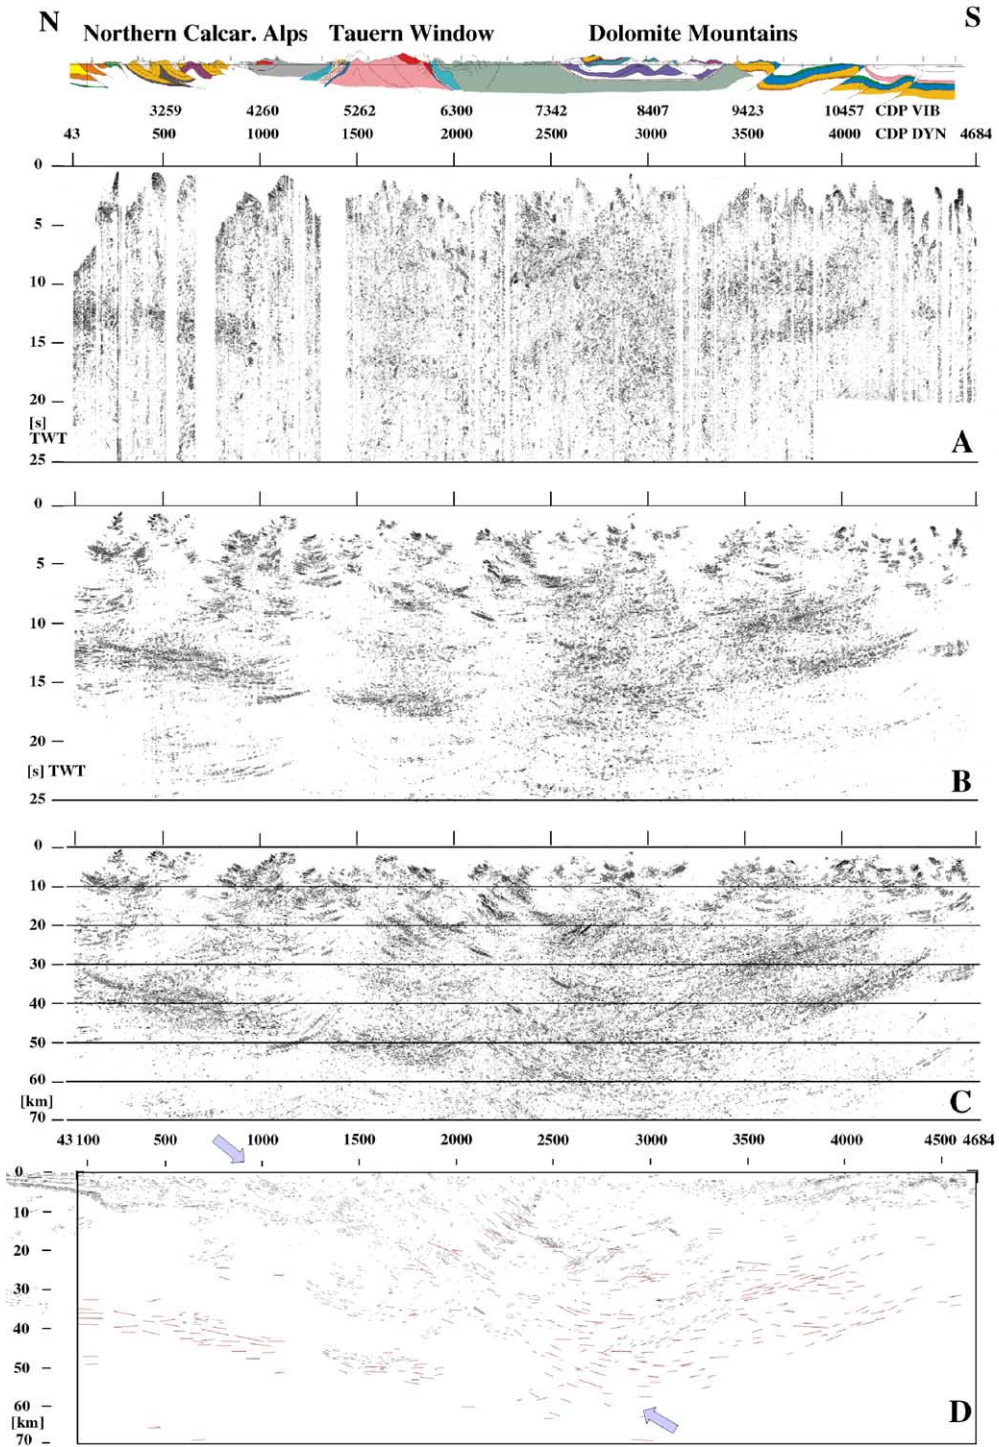 N S
Northern Calcar. Alps Tauern Window Dolomite Mountains
3259 4260 5262 6300 7342 8407 9423 10457 CDP VIB
43 500 1000 1500 2000 2500 3000 3500 4000 CDP DYN 4684
0
5
10
15
20
[s]
TWT
25
A
0
5
10
15
20
[s] TWT
25
B
0
10
20
30
40
50
60
[km]
70
C
43 100 500 1000 1500 2000 2500 3000 3500 4000 4500 4684
0
10
20
30
40
50
60
[km]
70
D